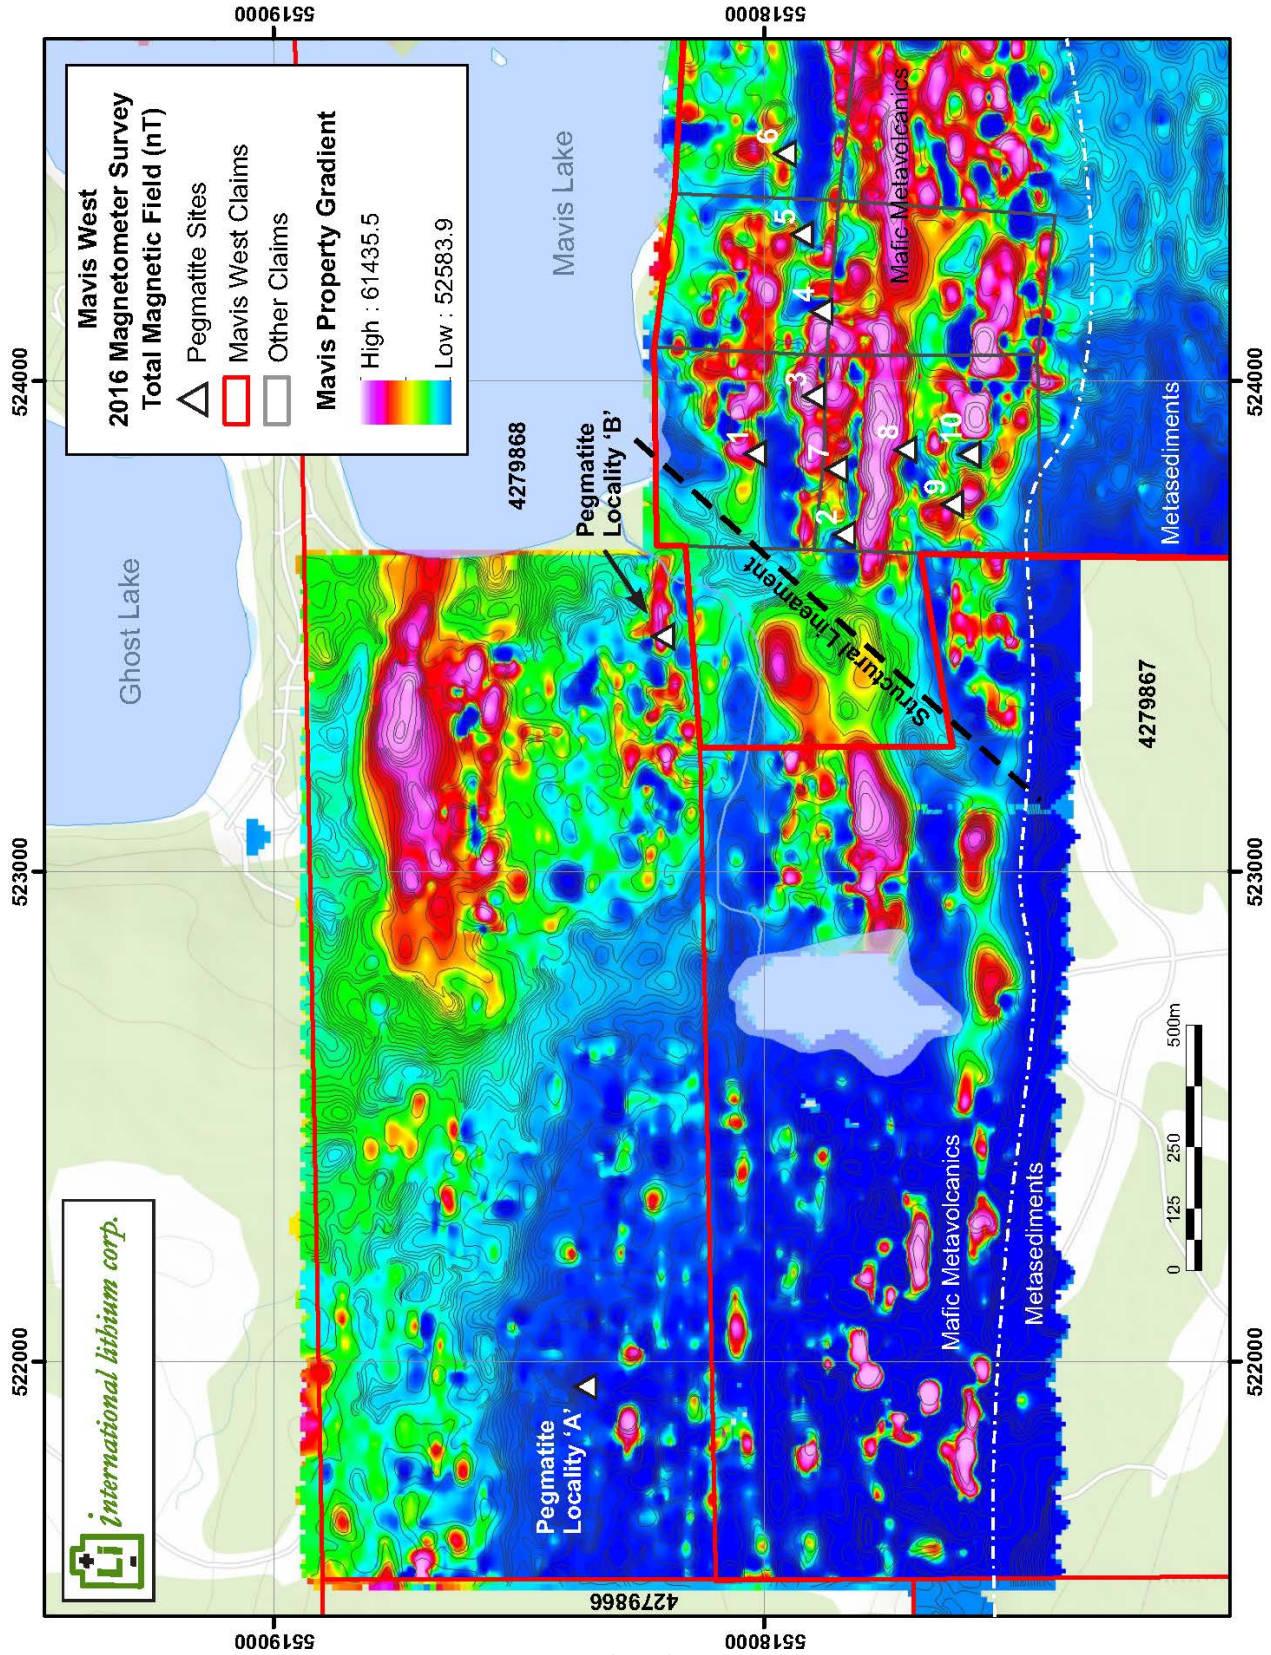 international lithium corp.
Li
Mavis West
2016 Magnetometer Survey
Total Magnetic Field (nT)
Pegmatite Sites
Mavis West Claims
Other Claims
Mavis Property Gradient
High : 61435.5
Low : 52583.9
522000
523000
524000
5519000
5519000
5518000
5518000
Ghost Lake
Mavis Lake
4279868
Pegmatite
Locality 'B'
Pegmatite
Locality 'A'
4279866
1
2
3
4
5
6
7
8
9
10
Structural Lineament
Mafic Metavolcanics
Mafic Metavolcanics
Metasediments
Metasediments
4279867
0 125 250 500m
522000
523000
524000